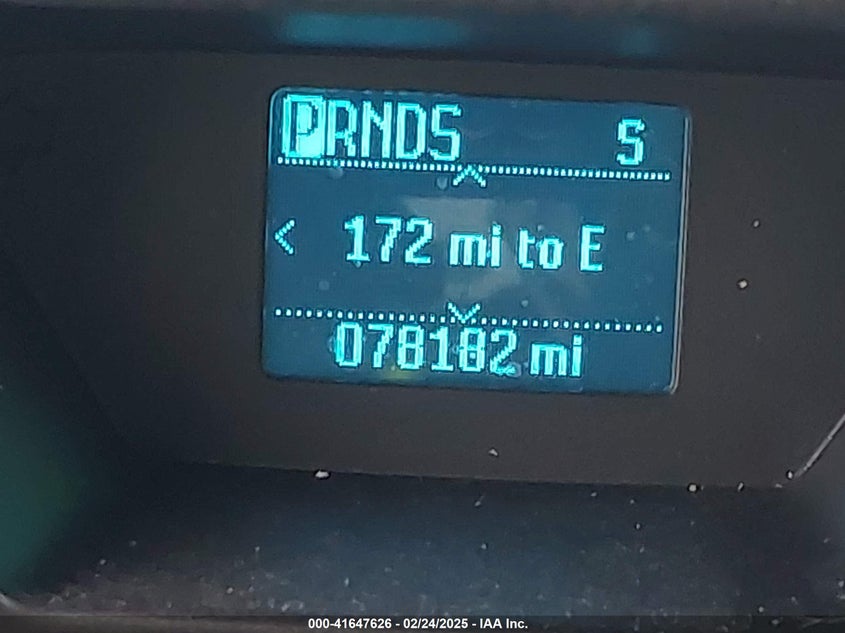 PRNDS S
< 172 mi to E
078182 mi
000-41647626 - 02/24/2025 - IAA Inc.